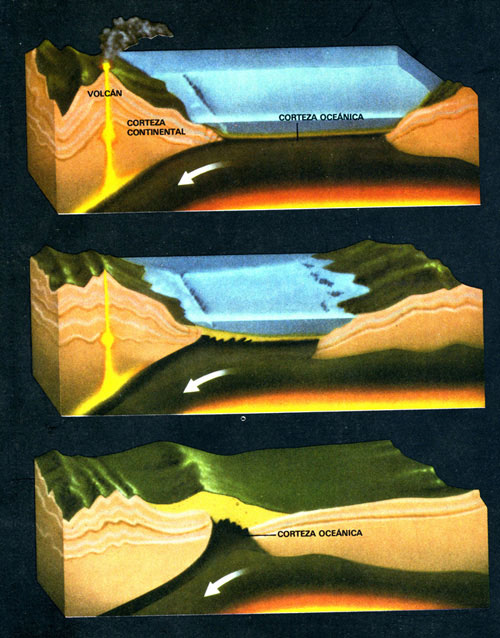 VOLCÁN
CORTEZA OCEÁNICA
CORTEZA
CONTINENTAL
CORTEZA OCEÁNICA